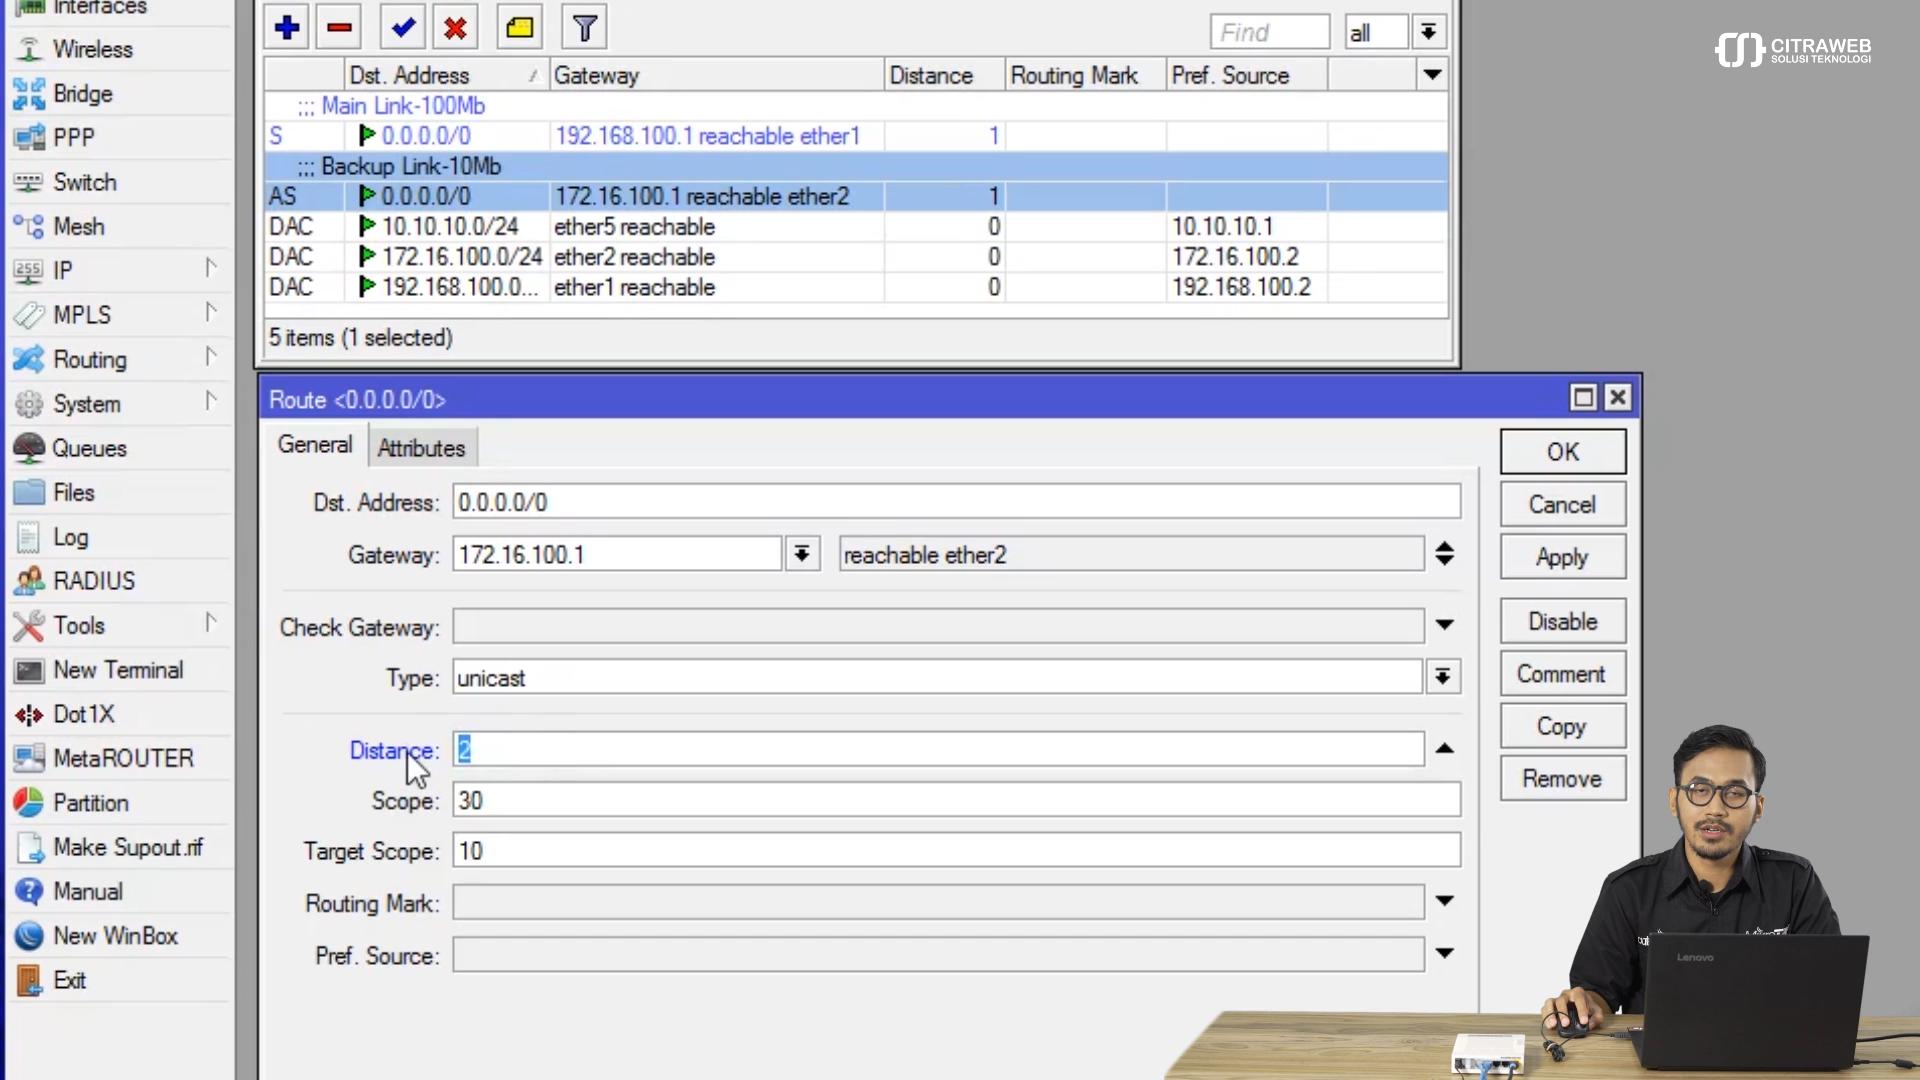 Interfaces
Wireless
Bridge
PPP
Switch
Mesh
IP
MPLS
Routing
System
Queues
Files
Log
RADIUS
Tools
New Terminal
Dot1X
MetaROUTER
Partition
Make Supout.rif
Manual
New WinBox
Exit
Find
all
Dst. Address / Gateway Distance Routing Mark Pref. Source
;;; Main Link-100Mb
S 0.0.0.0/0 192.168.100.1 reachable ether1 1
;;; Backup Link-10Mb
AS 0.0.0.0/0 172.16.100.1 reachable ether2 1
DAC 10.10.10.0/24 ether5 reachable 0 10.10.10.1
DAC 172.16.100.0/24 ether2 reachable 0 172.16.100.2
DAC 192.168.100.0... ether1 reachable 0 192.168.100.2
5 items (1 selected)
Route <0.0.0.0/0>
General Attributes
Dst. Address: 0.0.0.0/0
Gateway: 172.16.100.1 reachable ether2
Check Gateway:
Type: unicast
Distance: 2
Scope: 30
Target Scope: 10
Routing Mark:
Pref. Source:
OK
Cancel
Apply
Disable
Comment
Copy
Remove
CITRAWEB
SOLUSI TEKNOLOGI
Lenovo